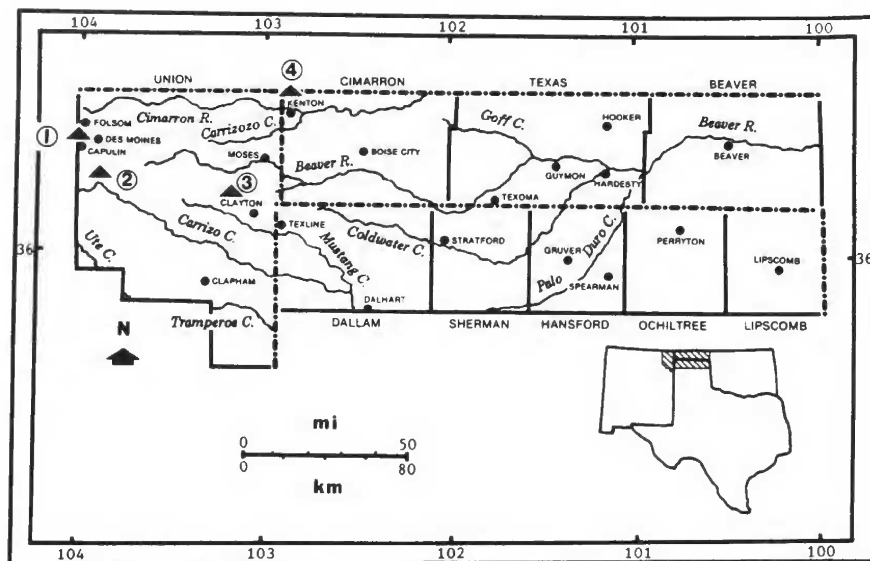 104 103 102 101 100
④
UNION CIMARRON TEXAS BEAVER
KENTON
FOLSOM Cimarron R. Goff C. HOOKER Beaver R.
① DES MOINES Carrizozo C.
CAPULIN MOSES BOISE CITY BEAVER
Beaver R. GUYMON
② ③ HARDESTY
CLAYTON TEXOMA
TEXLINE
Carrizo C. Coldwater C. STRATFORD PERRYTON
36 Ute C. Mustang C. GRUVER Duro C. 36
CLAPHAM Palo SPEARMAN LIPSCOMB
DALHART
Tramperos C. DALLAM SHERMAN HANSFORD OCHILTREE LIPSCOMB
N
mi
0 50
0 80
km
104 103 102 101 100